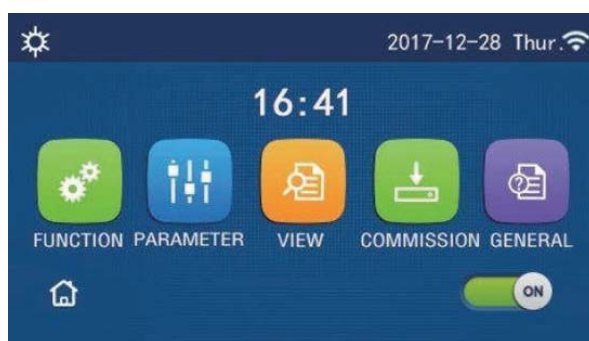 2017-12-28 Thur.
16:41
FUNCTION PARAMETER VIEW COMMISSION GENERAL
ON